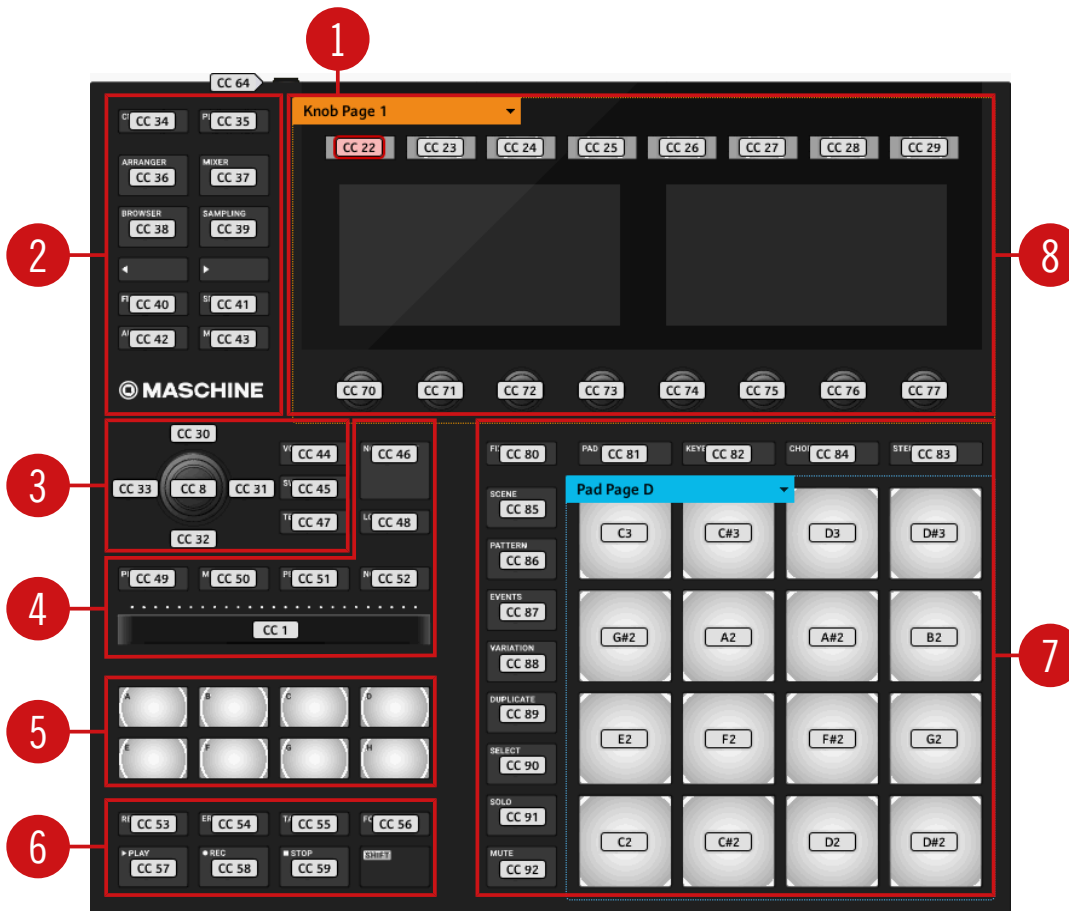 1
CC 64
Knob Page 1
CC 34 CC 35
CC 22 CC 23 CC 24 CC 25 CC 26 CC 27 CC 28 CC 29
ARRANGER MIXER
CC 36 CC 37
BROWSER SAMPLING
CC 38 CC 39
2
8
CC 40 CC 41
CC 42 CC 43
MASCHINE
CC 70 CC 71 CC 72 CC 73 CC 74 CC 75 CC 76 CC 77
CC 30
CC 44 CC 46
CC 80 PAD CC 81 CC 82 CC 84 CC 83
3
CC 33 CC 8 CC 31 CC 45
CC 47 CC 48
CC 32
SCENE
CC 85
Pad Page D
C3 C#3 D3 D#3
PATTERN
CC 86
CC 49 CC 50 CC 51 CC 52
4
CC 1
EVENTS
CC 87
G#2 A2 A#2 B2
VARIATION
CC 88
7
A B C D
E F G H
5
DUPLICATE
CC 89
E2 F2 F#2 G2
SELECT
CC 90
CC 53 CC 54 CC 55 CC 56
6
PLAY REC STOP SHIFT
CC 57 CC 58 CC 59
SOLO
CC 91
C2 C#2 D2 D#2
MUTE
CC 92